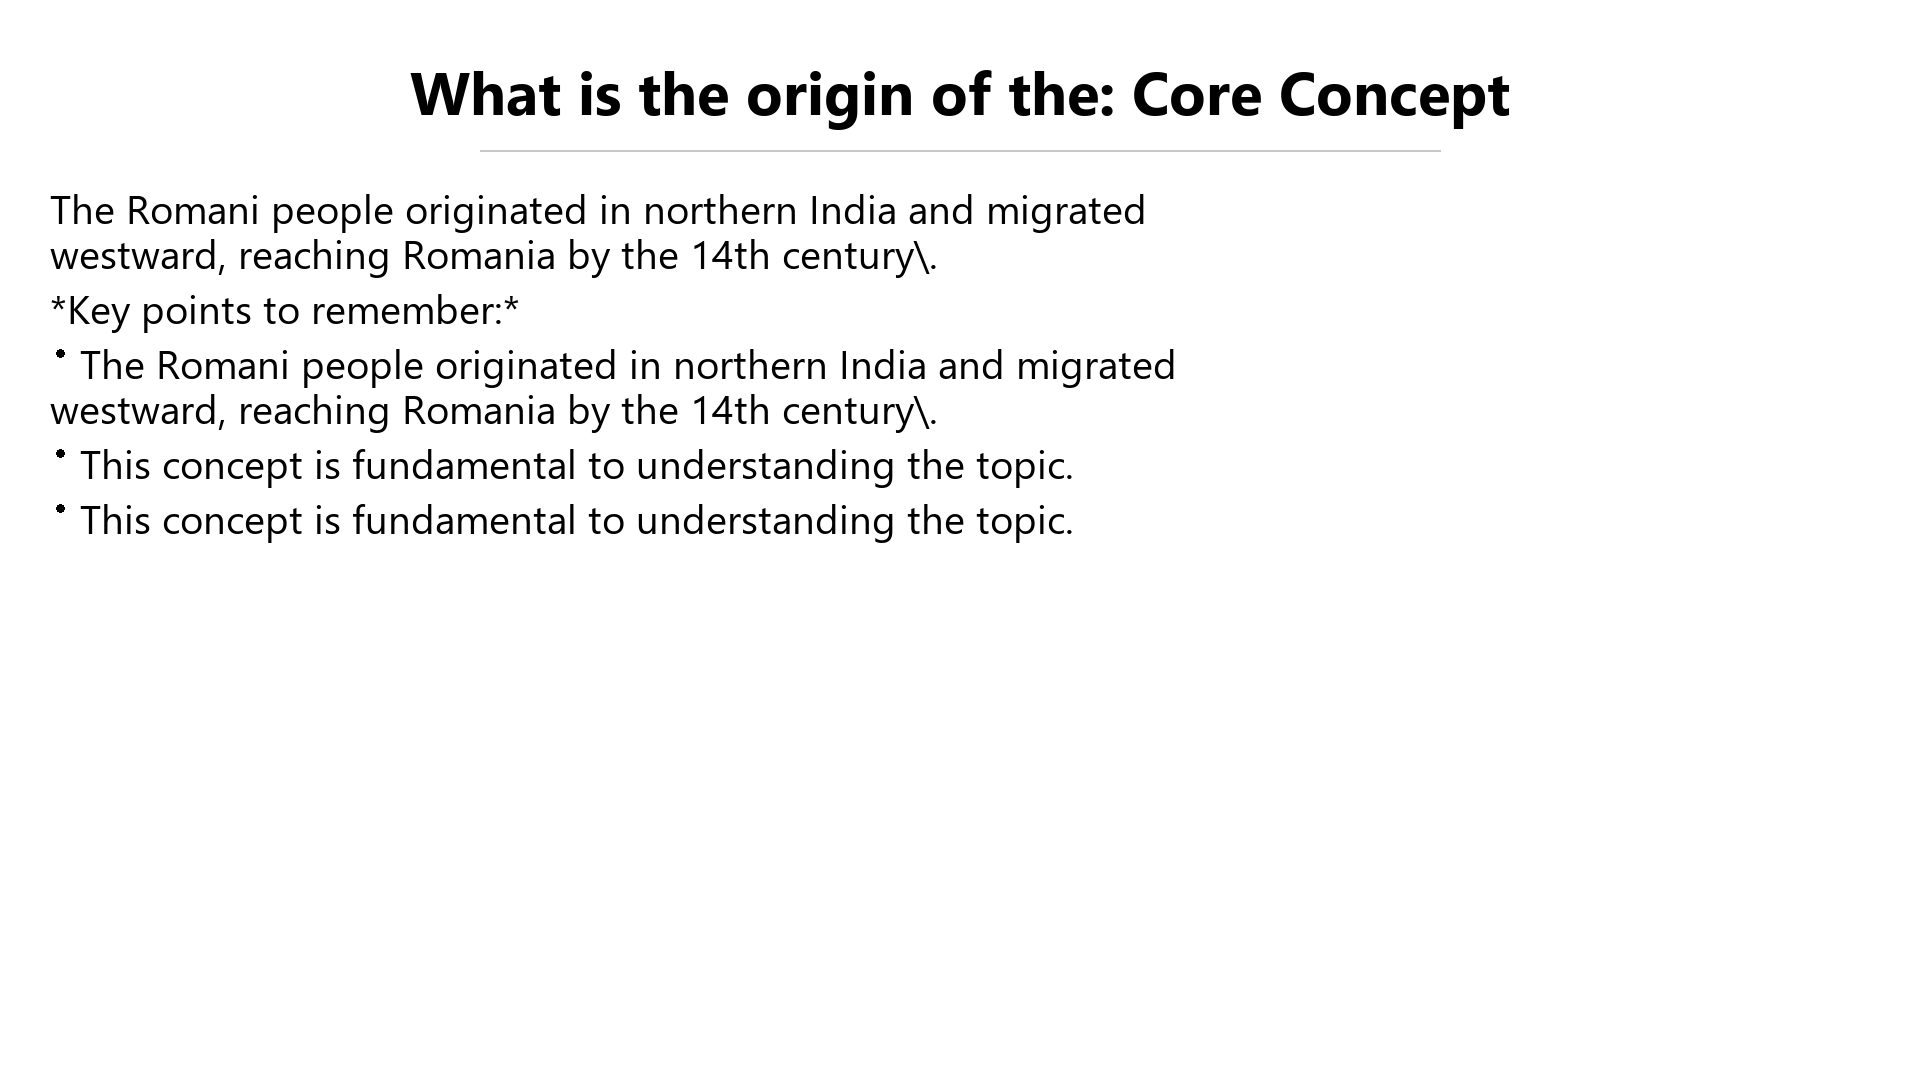 What is the origin of the: Core Concept
The Romani people originated in northern India and migrated
westward, reaching Romania by the 14th century\.
*Key points to remember:*
• The Romani people originated in northern India and migrated
westward, reaching Romania by the 14th century\.
• This concept is fundamental to understanding the topic.
• This concept is fundamental to understanding the topic.